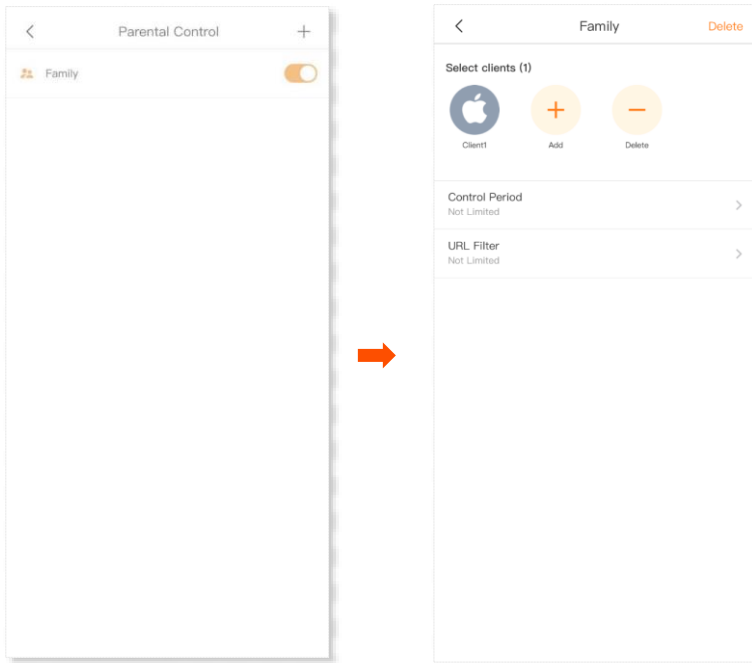 Parental Control
Family
Family
Delete
Select clients (1)
Client1
Add
Delete
Control Period
Not Limited
URL Filter
Not Limited